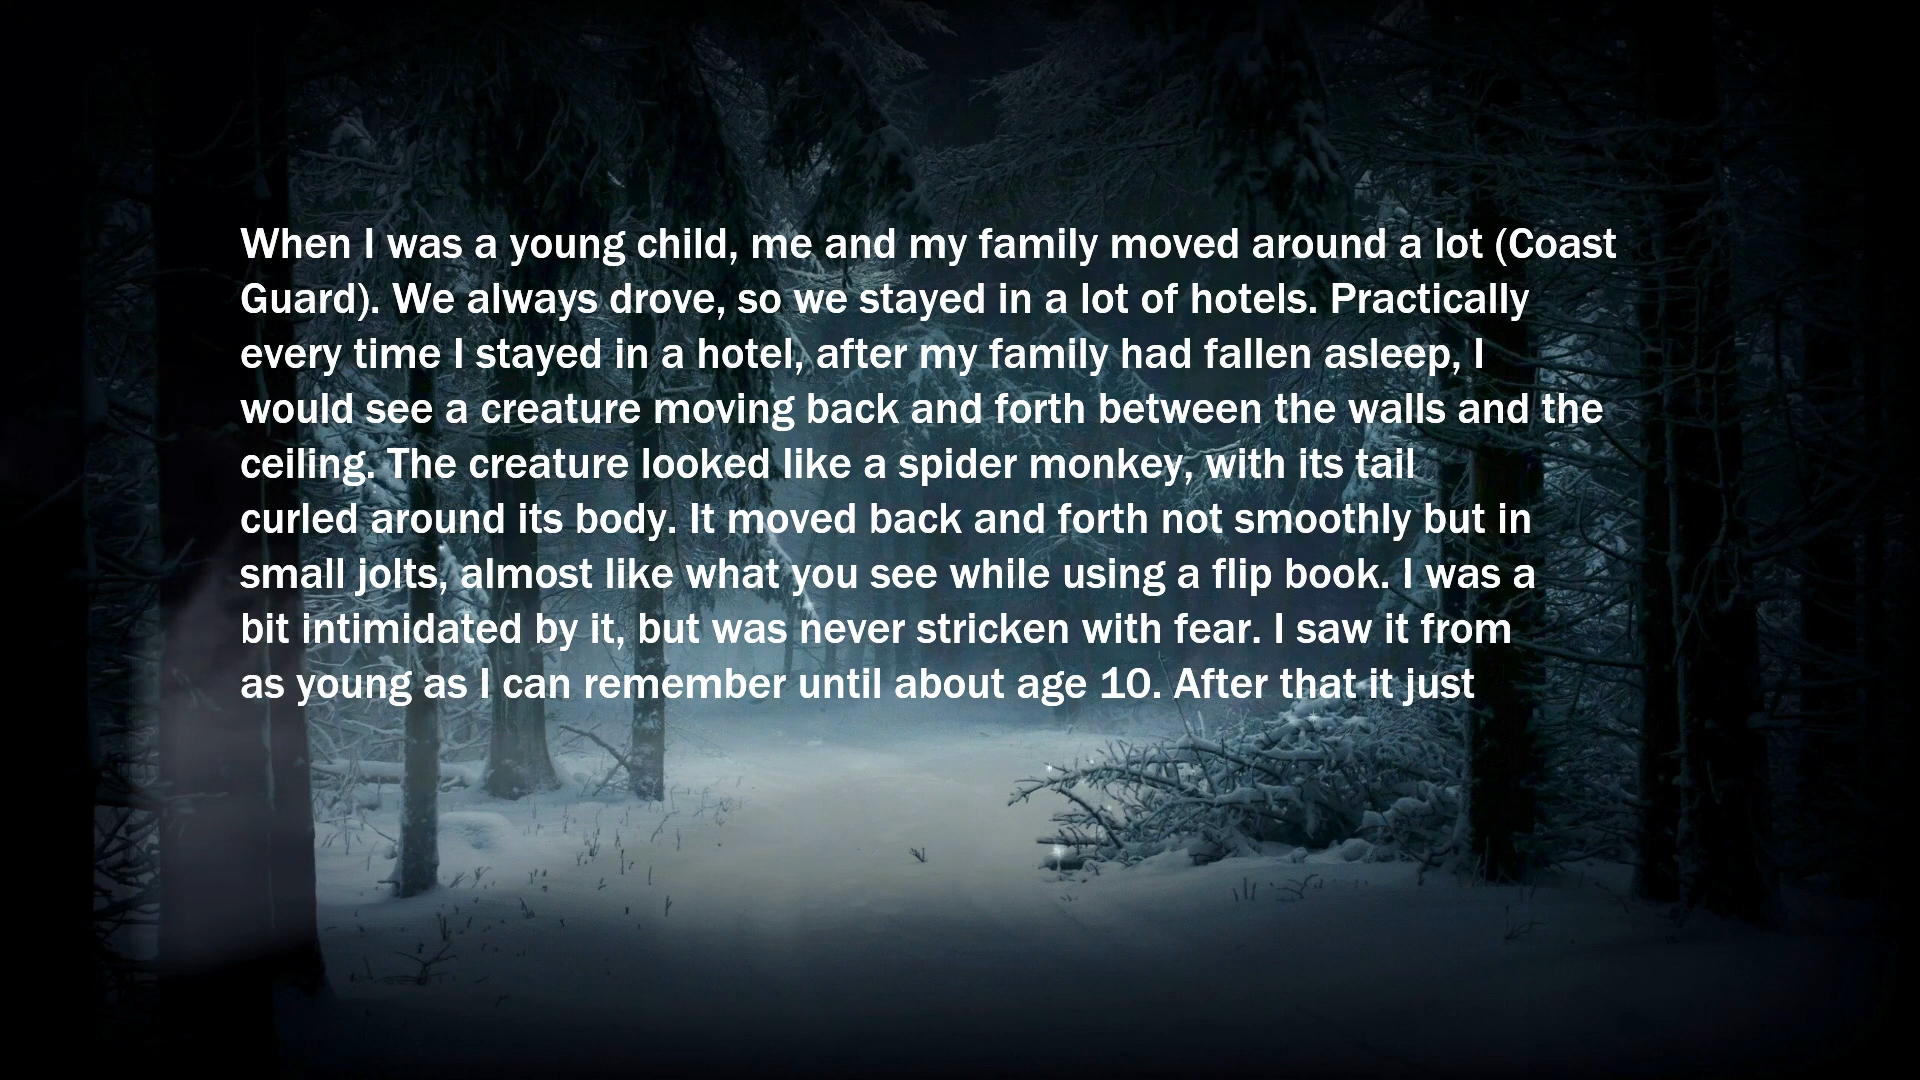 When I was a young child, me and my family moved around a lot (Coast
Guard). We always drove, so we stayed in a lot of hotels. Practically
every time I stayed in a hotel, after my family had fallen asleep, I
would see a creature moving back and forth between the walls and the
ceiling. The creature looked like a spider monkey, with its tail
curled around its body. It moved back and forth not smoothly but in
small jolts, almost like what you see while using a flip book. I was a
bit intimidated by it, but was never stricken with fear. I saw it from
as young as I can remember until about age 10. After that it just